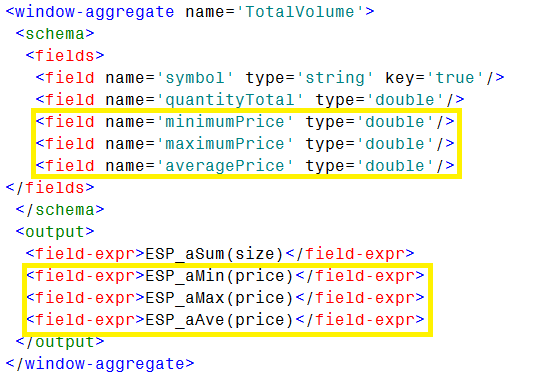 <window-aggregate name='TotalVolume'>
<schema>
<fields>
<field name='symbol' type='string' key='true'/>
<field name='quantityTotal' type='double'/>
<field name='minimumPrice' type='double'/>
<field name='maximumPrice' type='double'/>
<field name='averagePrice' type='double'/>
</fields>
</schema>
<output>
<field-expr>ESP_aSum(size)</field-expr>
<field-expr>ESP_aMin(price)</field-expr>
<field-expr>ESP_aMax(price)</field-expr>
<field-expr>ESP_aAve(price)</field-expr>
</output>
</window-aggregate>